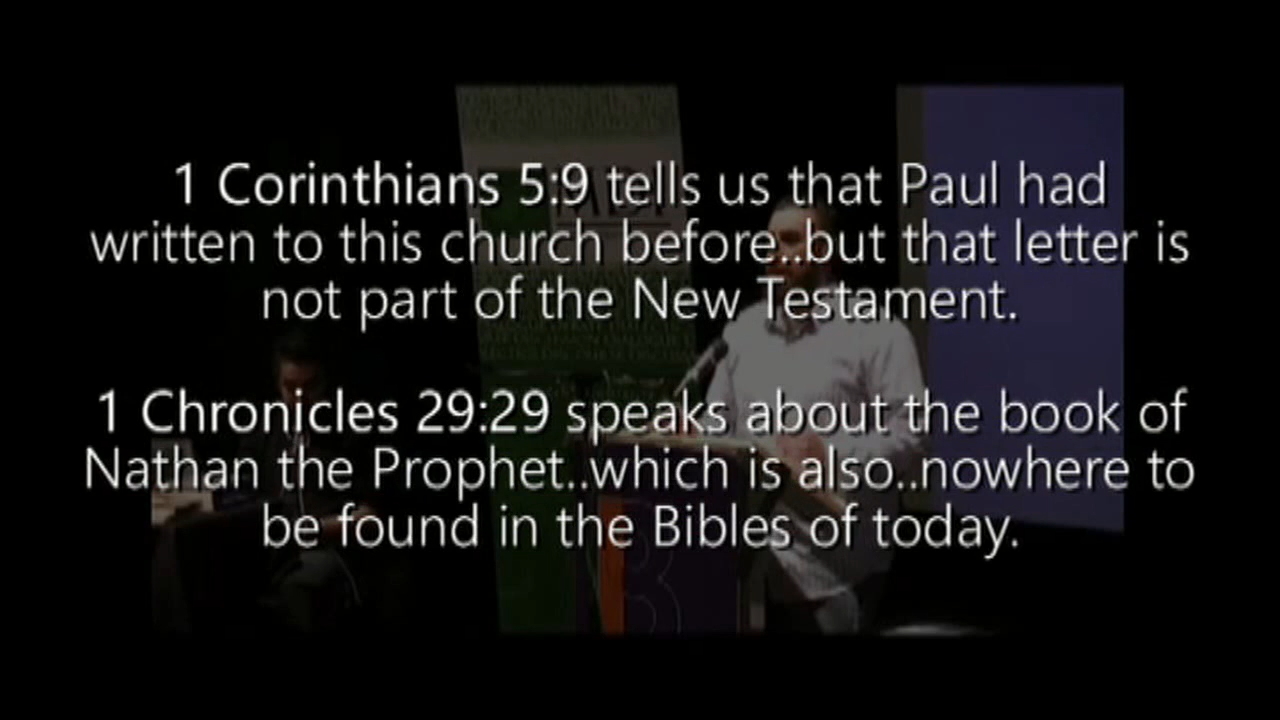 1 Corinthians 5:9 tells us that Paul had
written to this church before..but that letter is
not part of the New Testament.
1 Chronicles 29:29 speaks about the book of
Nathan the Prophet..which is also..nowhere to
be found in the Bibles of today.